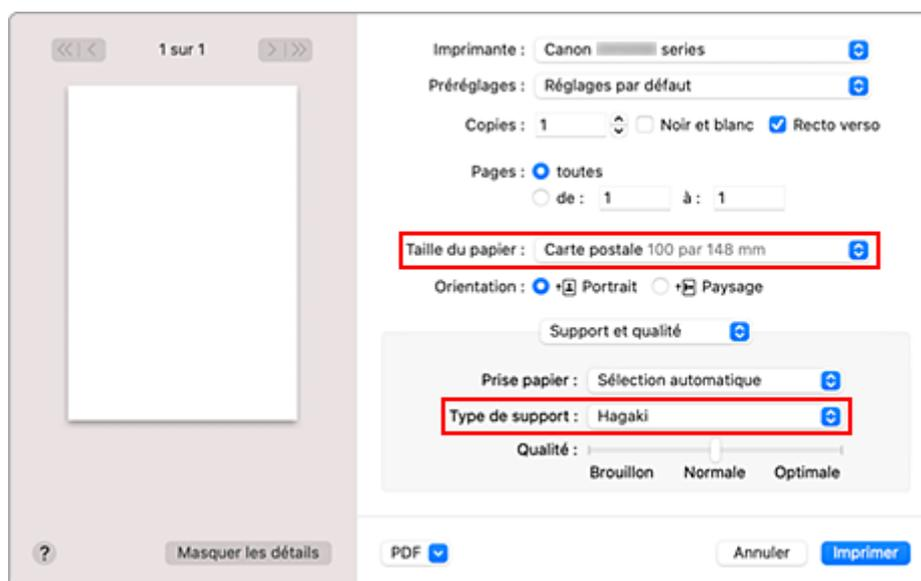 1 sur 1
Imprimante : Canon series
Préréglages : Réglages par défaut
Copies : 1 Noir et blanc Recto verso
Pages : toutes
de : 1 à : 1
Taille du papier : Carte postale 100 par 148 mm
Orientation : Portrait Paysage
Support et qualité
Prise papier : Sélection automatique
Type de support : Hagaki
Qualité :
Brouillon Normale Optimale
? Masquer les détails PDF Annuler Imprimer